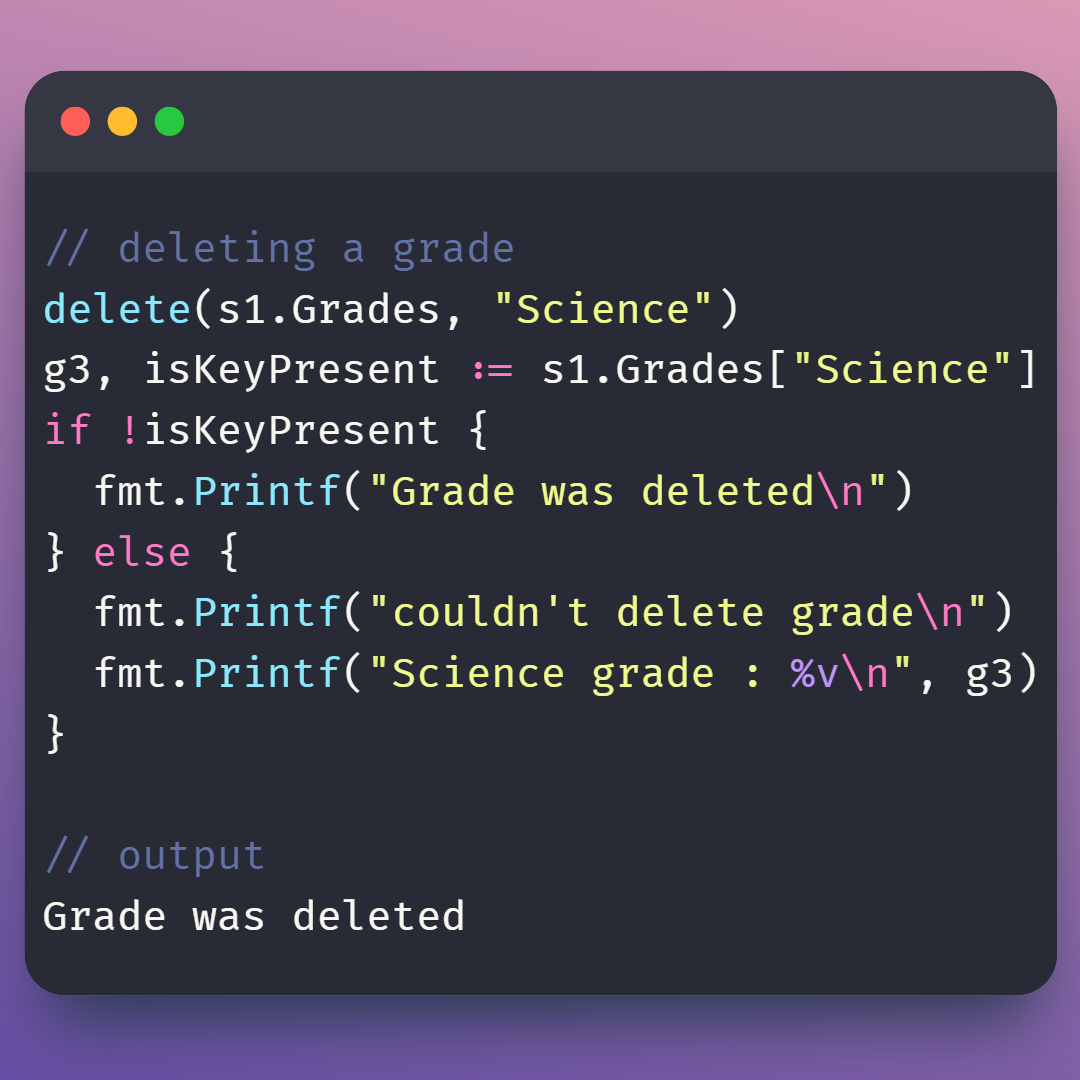 // deleting a grade
delete(s1.Grades, "Science")
g3, isKeyPresent := s1.Grades["Science"]
if !isKeyPresent {
  fmt.Printf("Grade was deleted\n")
} else {
  fmt.Printf("couldn't delete grade\n")
  fmt.Printf("Science grade : %v\n", g3)
}
// output
Grade was deleted